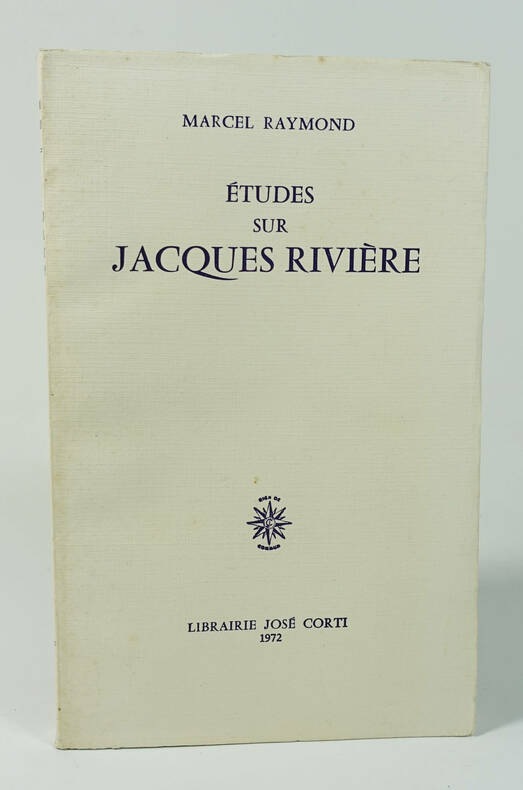 MARCEL RAYMOND
ÉTUDES
SUR
JACQUES RIVIÈRE
LIBRAIRIE JOSÉ CORTI
1972